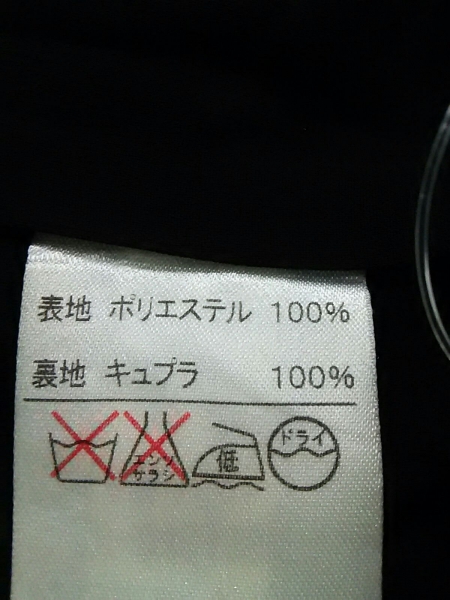 表地 ポリエステル 100%
裏地 キュプラ 100%
エンソ
サラシ
低
ドライ